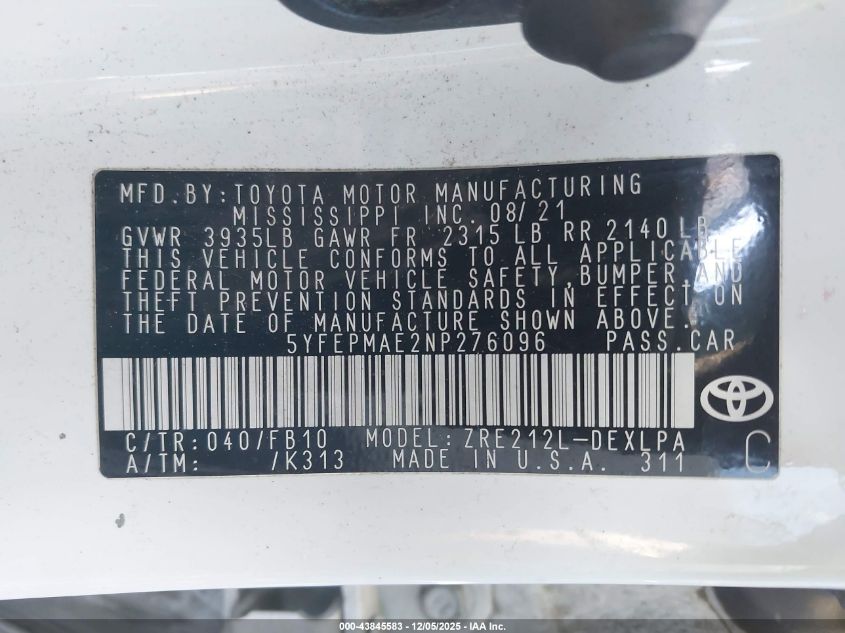 MFD. BY: TOYOTA MOTOR MANUFACTURING
MISSISSIPPI INC. 08/21
GVWR 3935LB GAWR FR 2315 LB RR 2140 LB
THIS VEHICLE CONFORMS TO ALL APPLICABLE
FEDERAL MOTOR VEHICLE SAFETY, BUMPER, AND
THEFT PREVENTION STANDARDS IN EFFECT ON
THE DATE OF MANUFACTURE SHOWN ABOVE.
5YFEPMAE2NP276096 PASS. CAR
C/TR: 040/FB10 MODEL: ZRE212L-DEXLPA
A/TM: /K313 MADE IN U.S.A. 311 C
000-43845583 - 12/05/2025 - IAA Inc.